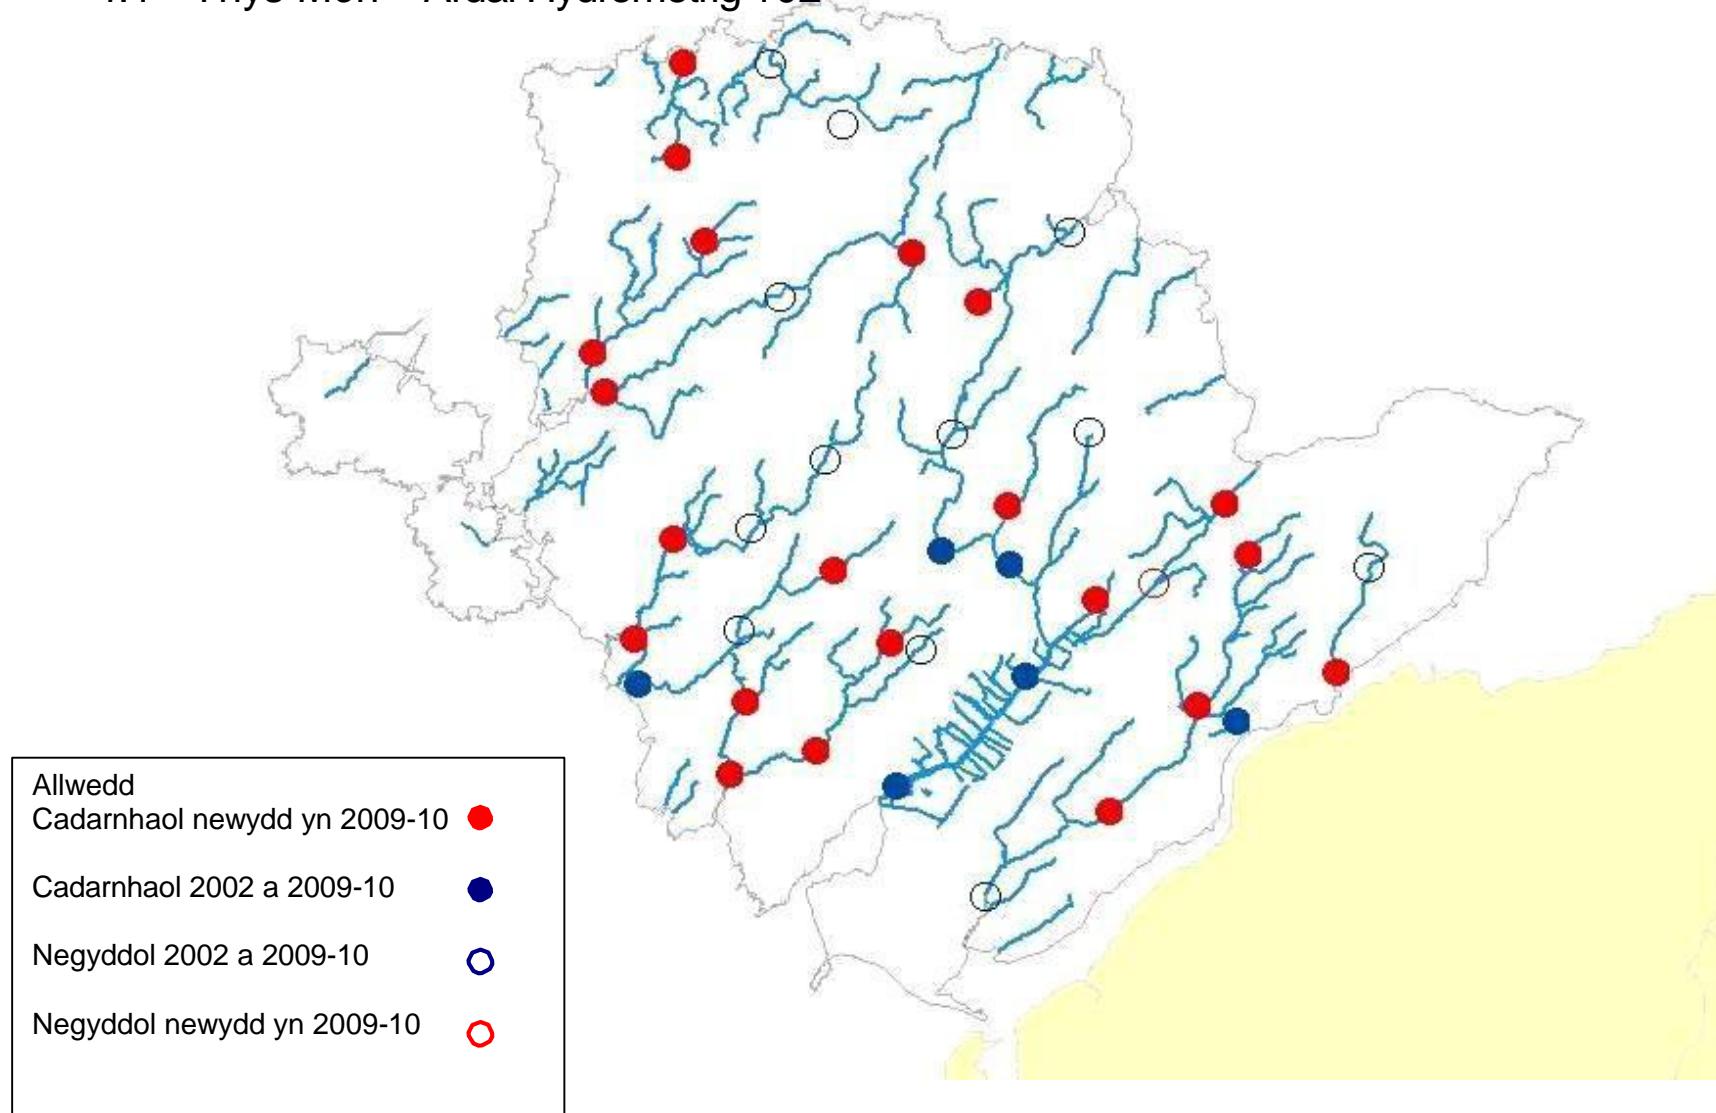 Allwedd
Cadarnhaol newydd yn 2009-10
Cadarnhaol 2002 a 2009-10
Negyddol 2002 a 2009-10
Negyddol newydd yn 2009-10